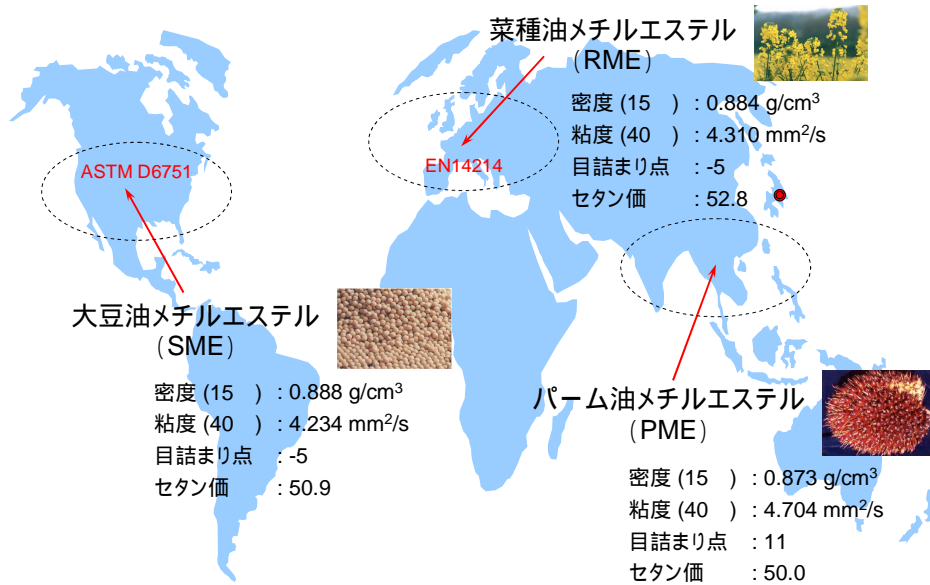 菜種油メチルエステル
(RME)
密度 (15　) : 0.884 g/cm³
粘度 (40　) : 4.310 mm²/s
目詰まり点 : -5
セタン価 : 52.8
ASTM D6751
EN14214
大豆油メチルエステル
(SME)
密度 (15　) : 0.888 g/cm³
粘度 (40　) : 4.234 mm²/s
目詰まり点 : -5
セタン価 : 50.9
パーム油メチルエステル
(PME)
密度 (15　) : 0.873 g/cm³
粘度 (40　) : 4.704 mm²/s
目詰まり点 : 11
セタン価 : 50.0